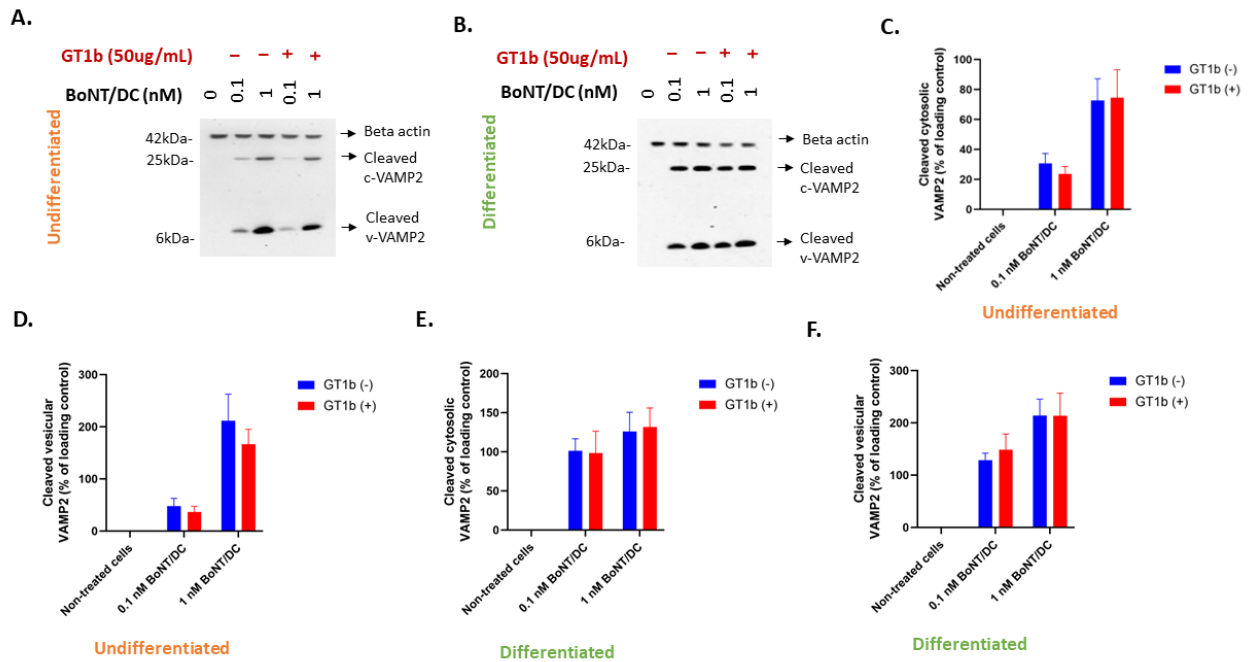 A.
GT1b (50ug/mL) − − + +
BoNT/DC (nM) 0 0.1 1 0.1 1
42kDa-
25kDa-
6kDa-
Beta actin
Cleaved
c-VAMP2
Cleaved
v-VAMP2
Undifferentiated
B.
GT1b (50ug/mL) − − + +
BoNT/DC (nM) 0 0.1 1 0.1 1
42kDa-
25kDa-
6kDa-
Beta actin
Cleaved
c-VAMP2
Cleaved
v-VAMP2
Differentiated
C.
Cleaved cytosolic
VAMP2 (% of loading control)
100
80
60
40
20
0
Non-treated cells
0.1 nM BoNT/DC
1 nM BoNT/DC
GT1b (-)
GT1b (+)
Undifferentiated
D.
Cleaved vesicular
VAMP2 (% of loading control)
300
200
100
0
Non-treated cells
0.1 nM BoNT/DC
1 nM BoNT/DC
GT1b (-)
GT1b (+)
Undifferentiated
E.
Cleaved cytosolic
VAMP2 (% of loading control)
200
150
100
50
0
Non-treated cells
0.1 nM BoNT/DC
1 nM BoNT/DC
GT1b (-)
GT1b (+)
Differentiated
F.
Cleaved vesicular
VAMP2 (% of loading control)
300
200
100
0
Non-treated cells
0.1 nM BoNT/DC
1 nM BoNT/DC
GT1b (-)
GT1b (+)
Differentiated